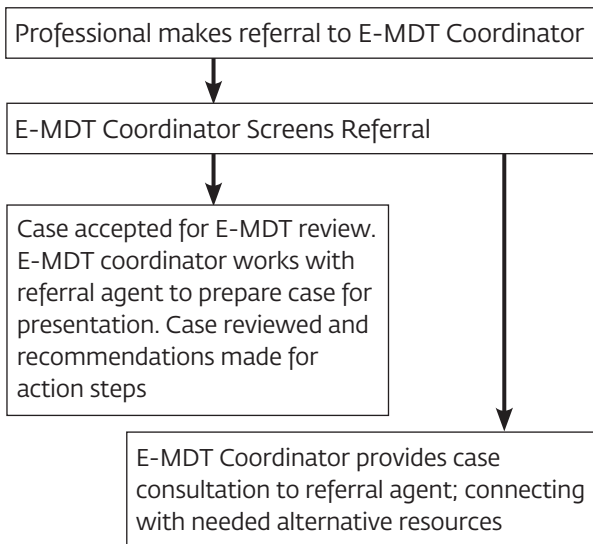 Professional makes referral to E-MDT Coordinator
E-MDT Coordinator Screens Referral
Case accepted for E-MDT review.
E-MDT coordinator works with
referral agent to prepare case for
presentation. Case reviewed and
recommendations made for
action steps
E-MDT Coordinator provides case
consultation to referral agent; connecting
with needed alternative resources